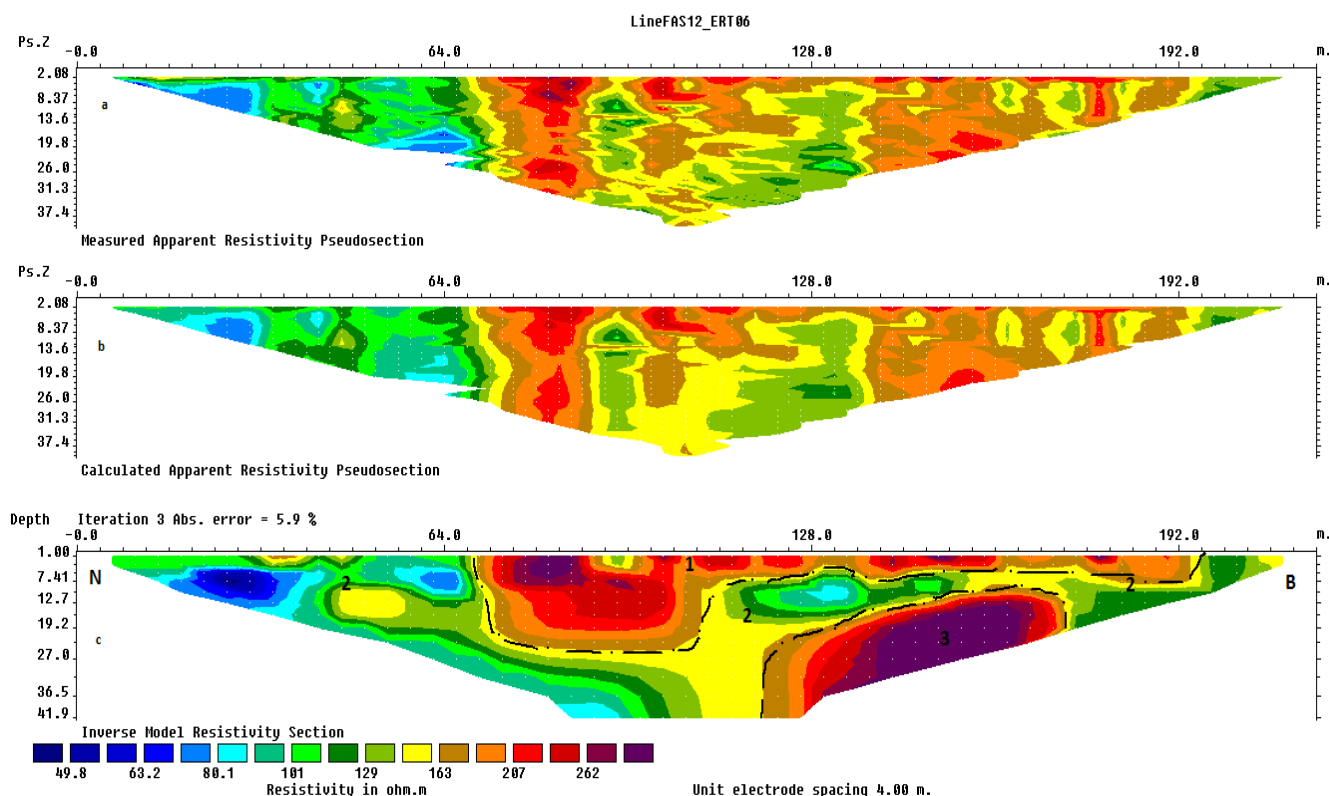 LineFAS12_ERT06
Ps.Z -0.0 64.0 128.0 192.0 m.
2.08
8.37
a
13.6
19.8
26.0
31.3
37.4
Measured Apparent Resistivity Pseudosection
Ps.Z -0.0 64.0 128.0 192.0 m.
2.08
8.37
b
13.6
19.8
26.0
31.3
37.4
Calculated Apparent Resistivity Pseudosection
Depth Iteration 3 Abs. error = 5.9 %
-0.0 64.0 128.0 192.0 m.
1.00 1
2
7.41 N 2 2 B
12.7 2
19.2
c 3
27.0
36.5
41.9
Inverse Model Resistivity Section
49.8 63.2 80.1 101 129 163 207 262
Resistivity in ohm.m Unit electrode spacing 4.00 m.